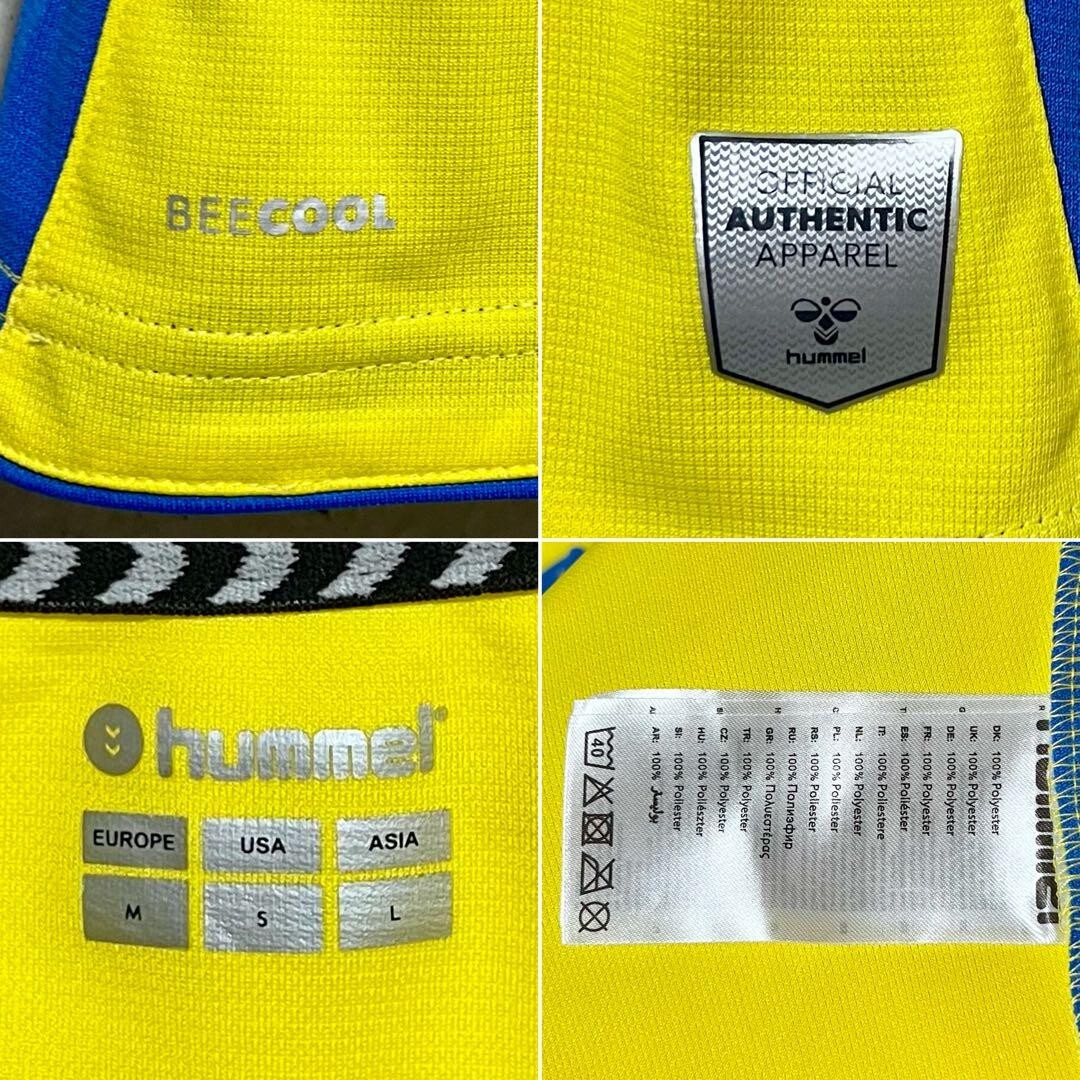 BEECOOL
OFFICIAL
AUTHENTIC
APPAREL
hummel
hummel®
EUROPE USA ASIA
M S L
hummel
DK: 100% Polyester
UK: 100% Polyester
DE: 100% Polyester
FR: 100% Polyester
ES: 100% Poliéster
IT: 100% Poliestere
NL: 100% Polyester
PL: 100% Poliester
RS: 100% Poliester
RU: 100% Полиэфир
GR: 100% Πολυεστέρας
TR: 100% Polyester
CZ: 100% Polyester
HU: 100% Poliészter
SI: 100% Poliester
AR: 100% بوليستر
40